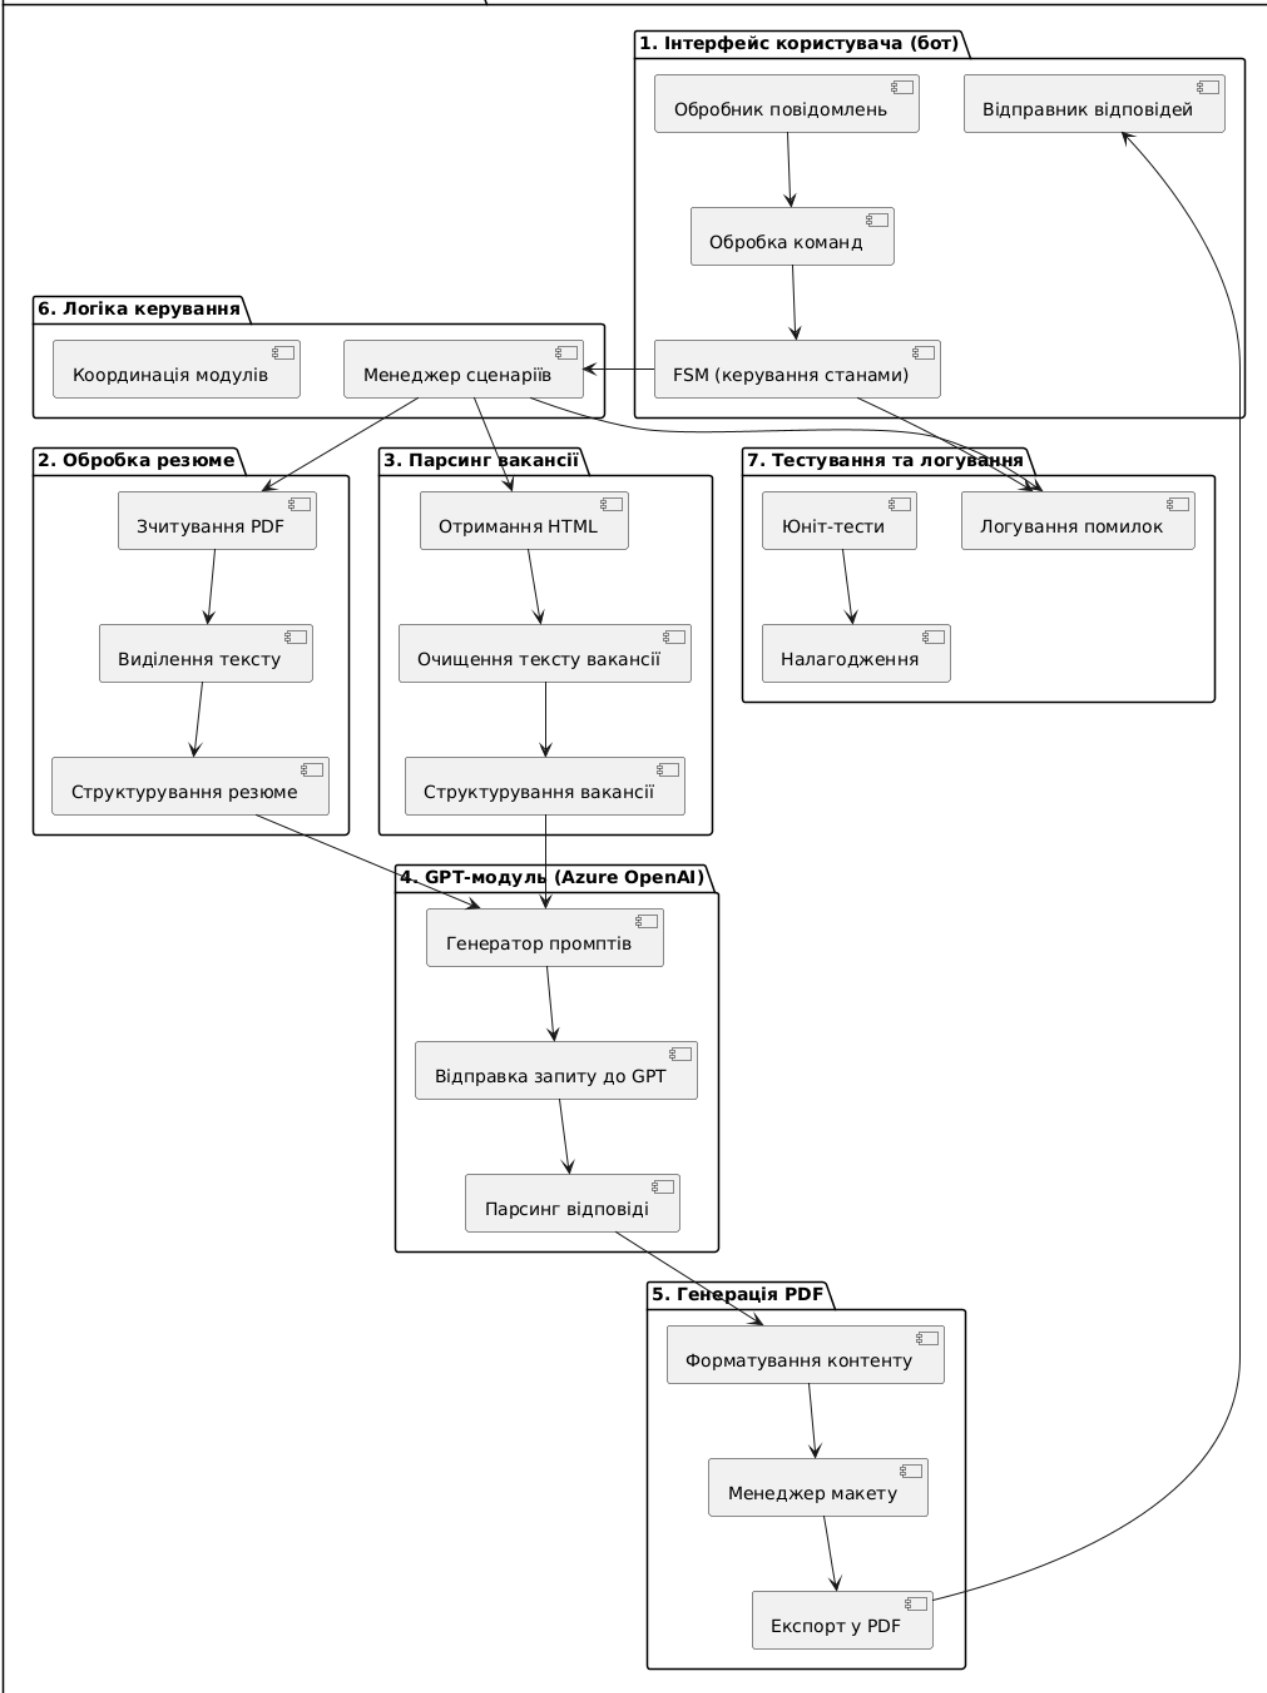 1. Інтерфейс користувача (бот)
Обробник повідомлень
Відправник відповідей
Обробка команд
FSM (керування станами)
6. Логіка керування
Координація модулів
Менеджер сценаріїв
2. Обробка резюме
Зчитування PDF
Виділення тексту
Структурування резюме
3. Парсинг вакансії
Отримання HTML
Очищення тексту вакансії
Структурування вакансії
7. Тестування та логування
Юніт-тести
Логування помилок
Налагодження
4. GPT-модуль (Azure OpenAI)
Генератор промптів
Відправка запиту до GPT
Парсинг відповіді
5. Генерація PDF
Форматування контенту
Менеджер макету
Експорт у PDF